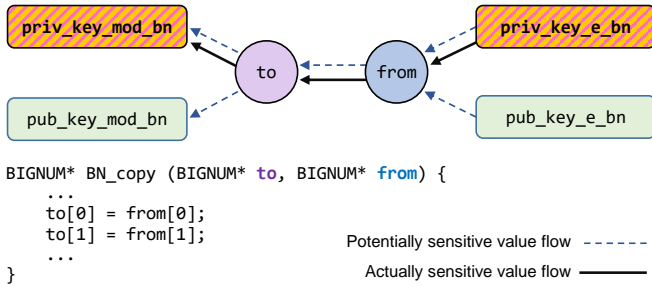 priv_key_mod_bn
priv_key_e_bn
to
from
pub_key_mod_bn
pub_key_e_bn
BIGNUM* BN_copy (BIGNUM* to, BIGNUM* from) {
...
to[0] = from[0];
to[1] = from[1];
...
}
Potentially sensitive value flow
Actually sensitive value flow